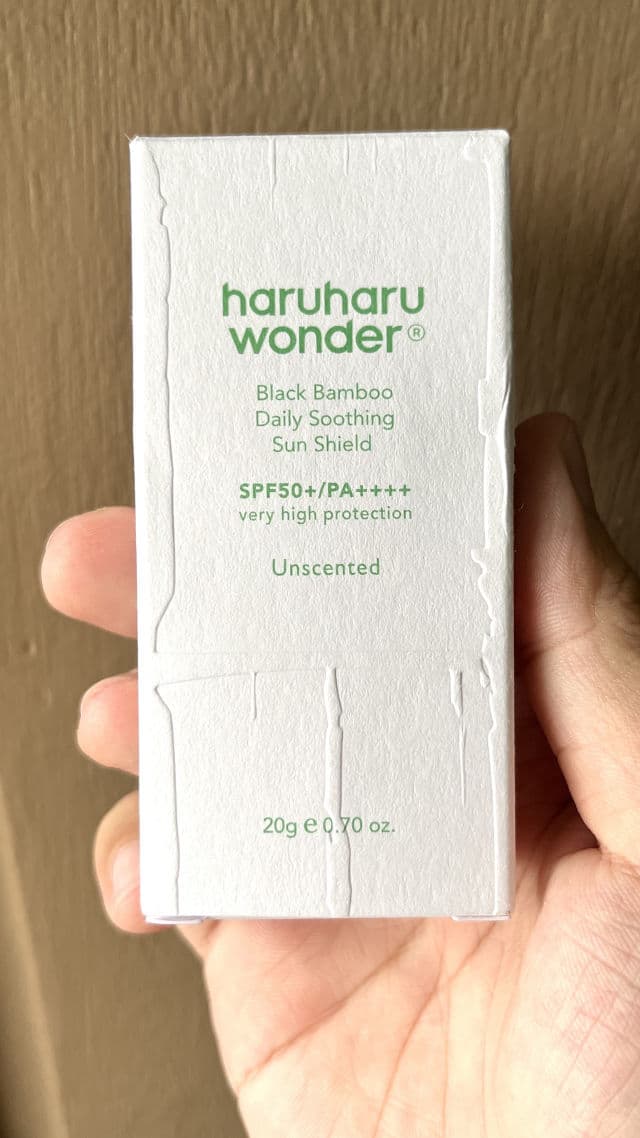 haruharu
wonder®
Black Bamboo
Daily Soothing
Sun Shield
SPF50+/PA++++
very high protection
Unscented
20g ℮ 0.70 oz.